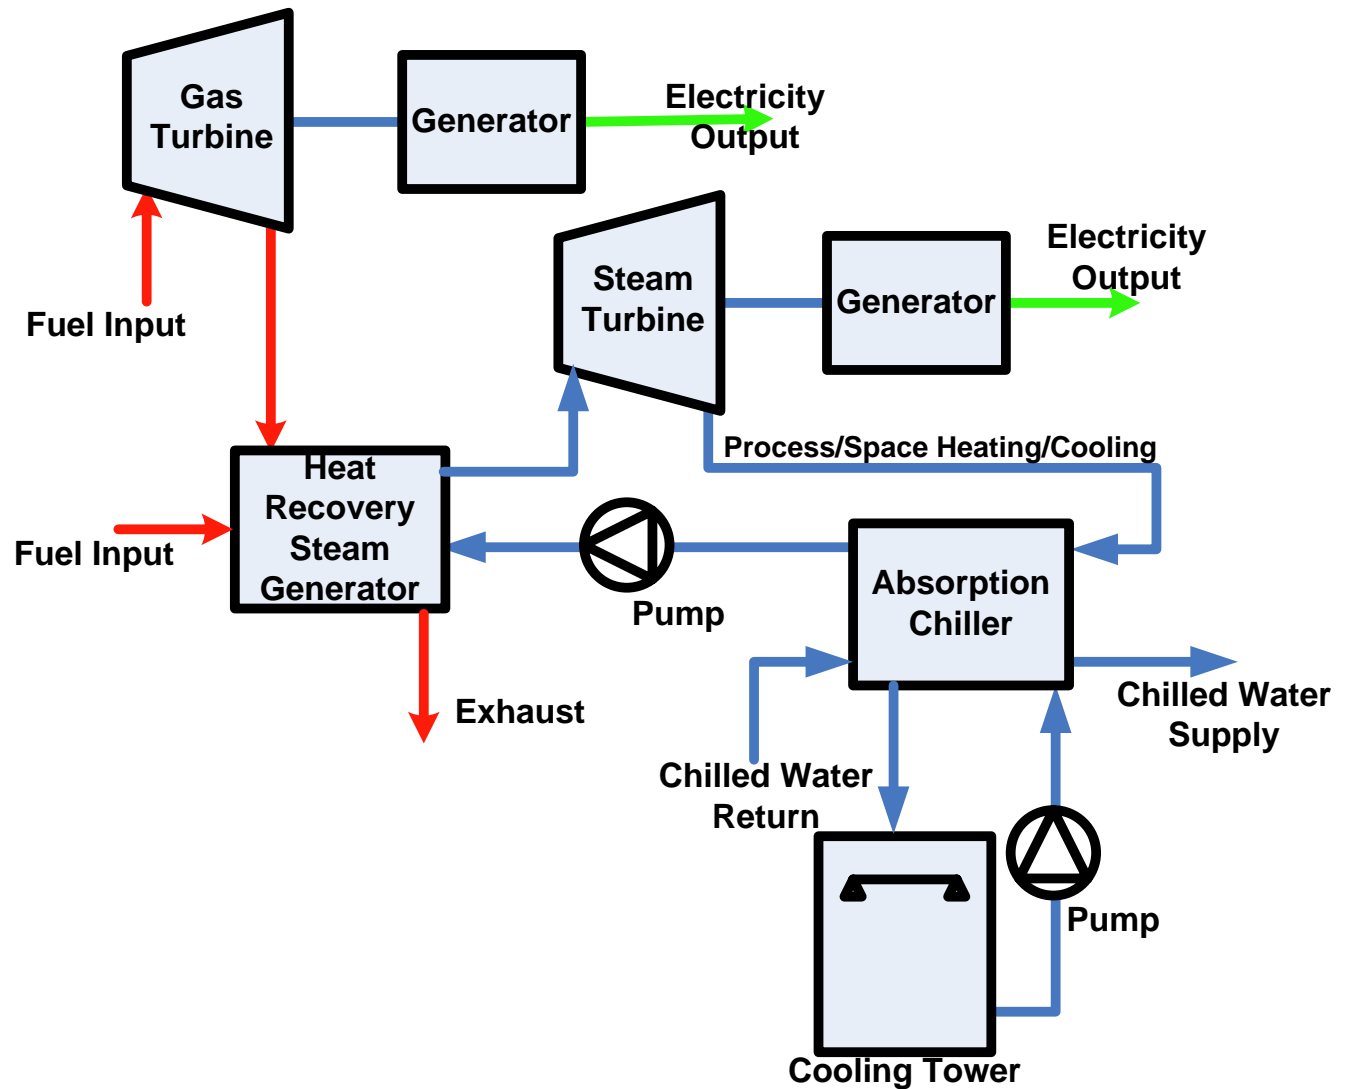 Gas
Turbine
Generator
Electricity
Output
Fuel Input
Steam
Turbine
Generator
Electricity
Output
Process/Space Heating/Cooling
Heat
Recovery
Steam
Generator
Fuel Input
Pump
Absorption
Chiller
Exhaust
Chilled Water
Supply
Chilled Water
Return
Pump
Cooling Tower